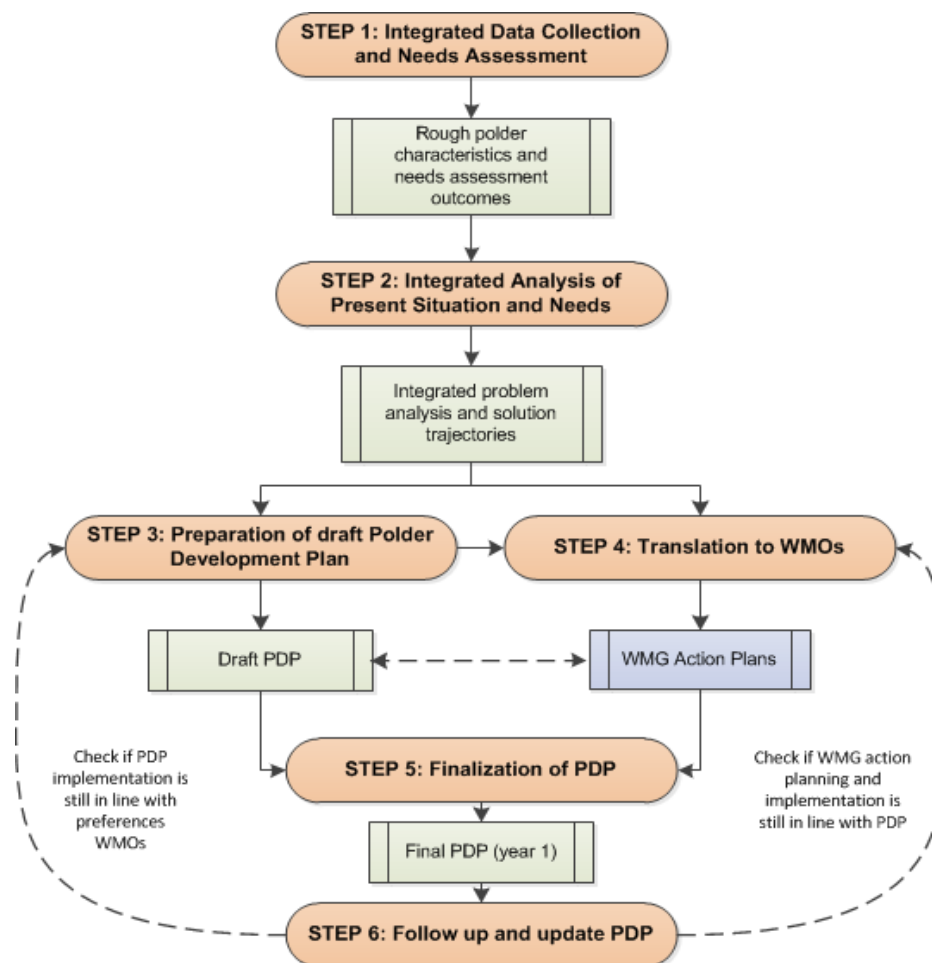 STEP 1: Integrated Data Collection
and Needs Assessment
Rough polder
characteristics and
needs assessment
outcomes
STEP 2: Integrated Analysis of
Present Situation and Needs
Integrated problem
analysis and solution
trajectories
STEP 3: Preparation of draft Polder
Development Plan
STEP 4: Translation to WMOs
Draft PDP
WMG Action Plans
STEP 5: Finalization of PDP
Check if PDP
implementation is
still in line with
preferences
WMOs
Check if WMG action
planning and
implementation is
still in line with PDP
Final PDP (year 1)
STEP 6: Follow up and update PDP